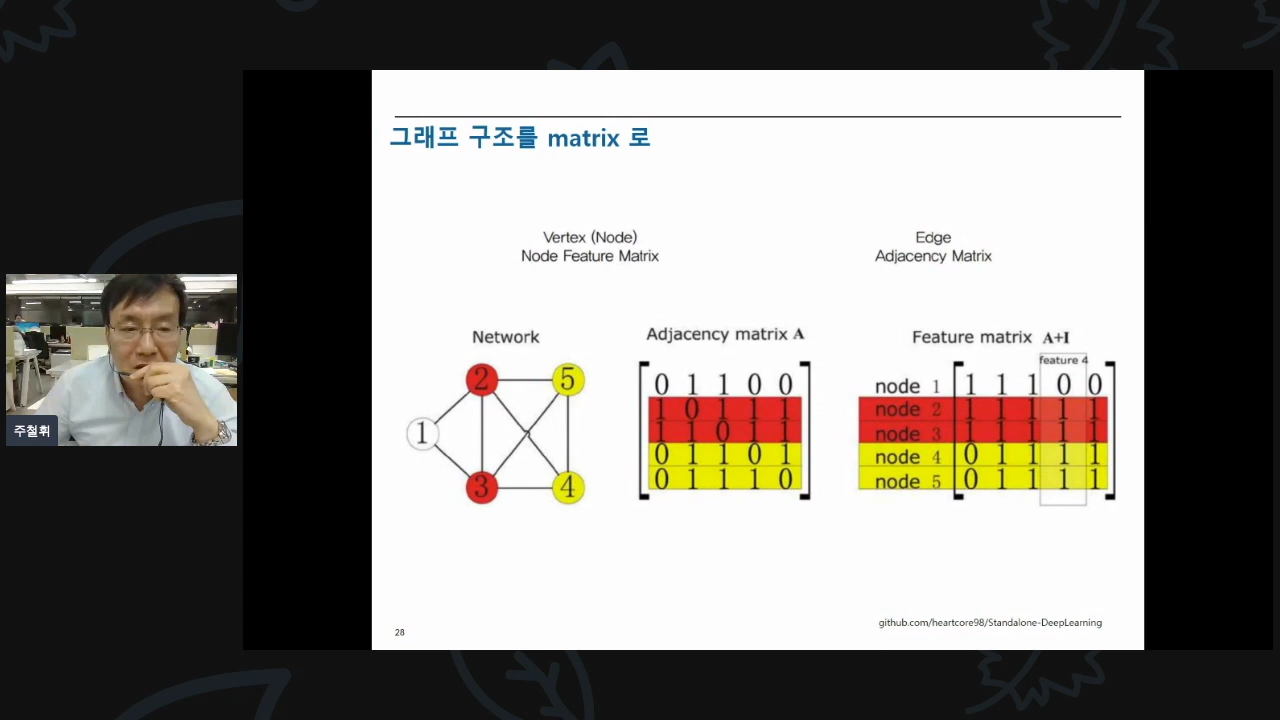 그래프 구조를 matrix 로
Vertex (Node)
Node Feature Matrix
Edge
Adjacency Matrix
Network
1
2
5
3
4
Adjacency matrix A
0 1 1 0 0
1 0 1 1 1
1 1 0 1 1
0 1 1 0 1
0 1 1 1 0
Feature matrix A+I
feature 4
node 1 1 1 1 0 0
node 2 1 1 1 1 1
node 3 1 1 1 1 1
node 4 0 1 1 1 1
node 5 0 1 1 1 1
주철휘
28
github.com/heartcore98/Standalone-DeepLearning